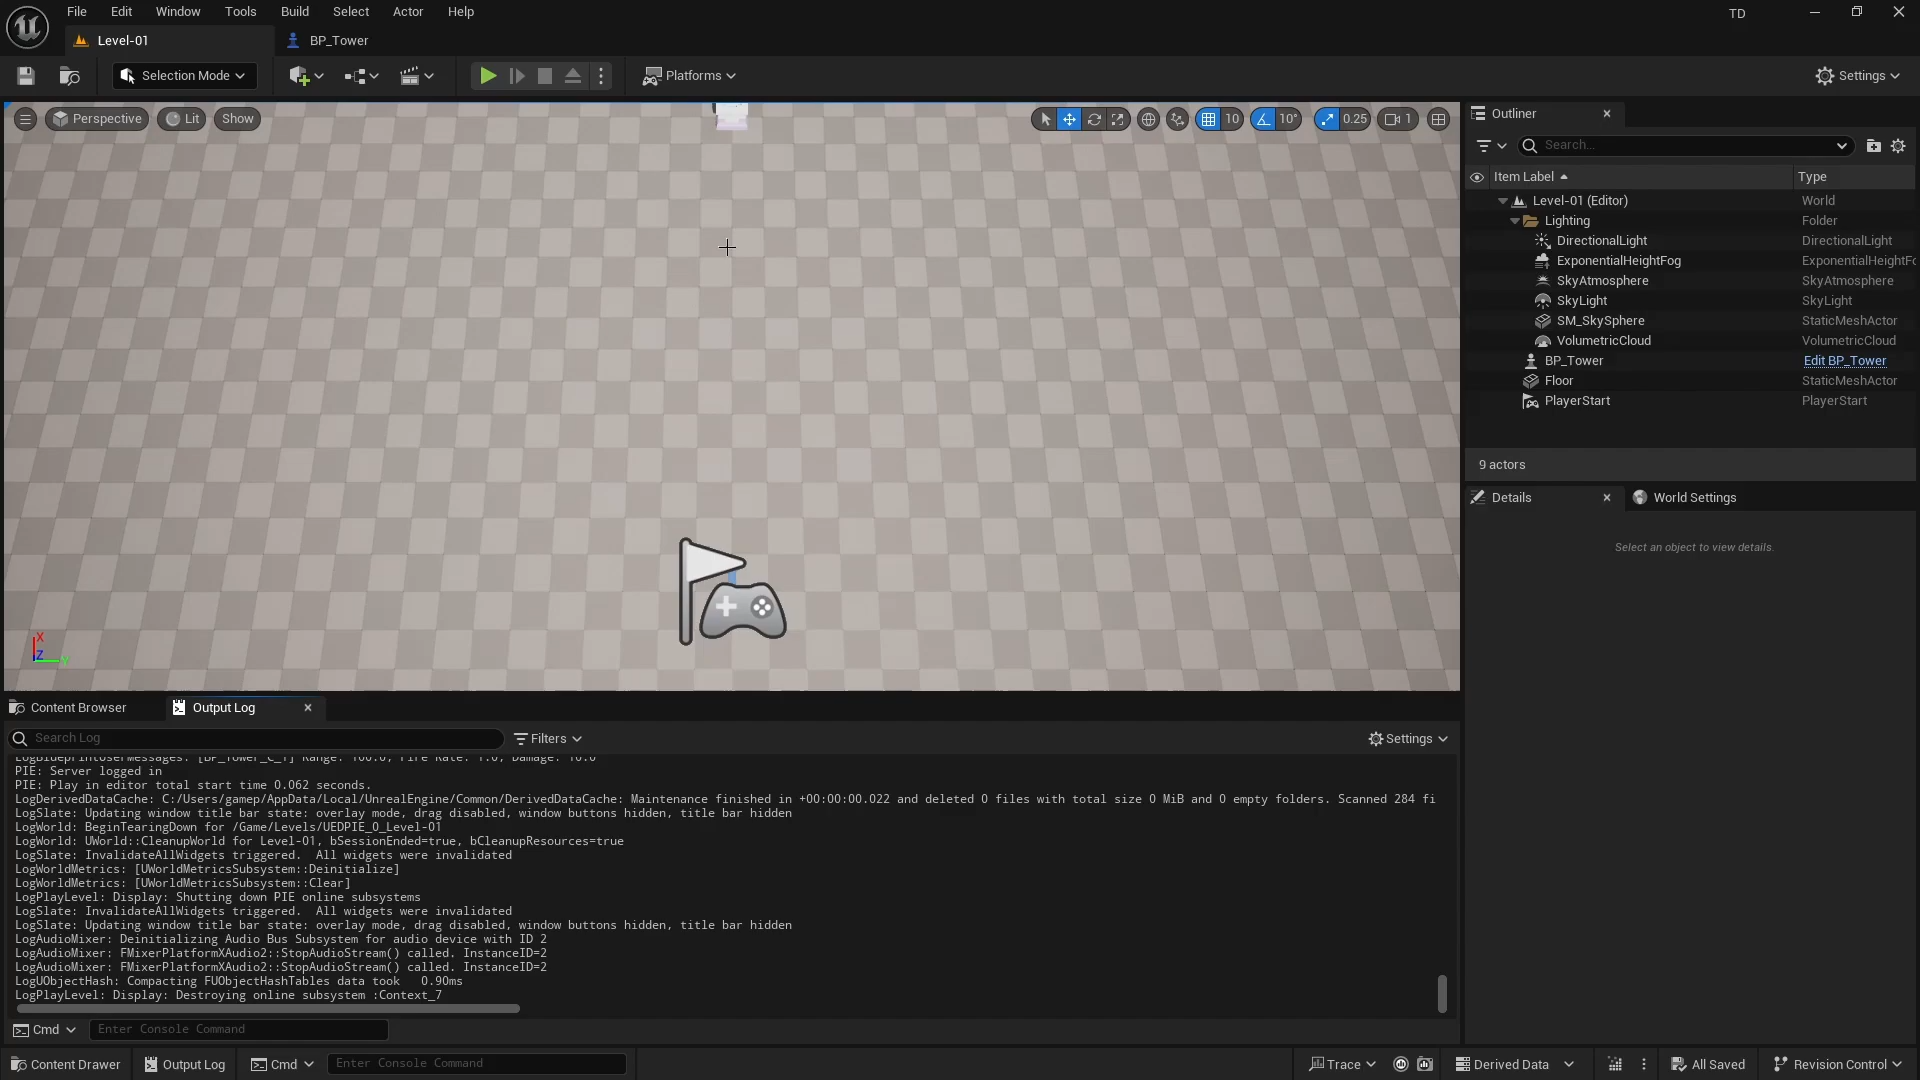 File Edit Window Tools Build Select Actor Help
TD
Level-01
BP_Tower
Selection Mode
Platforms
Settings
Perspective
Lit
Show
10
10°
0.25
1
Outliner
Search...
Item Label
Type
Level-01 (Editor)
World
Lighting
Folder
DirectionalLight
DirectionalLight
ExponentialHeightFog
ExponentialHeightFo
SkyAtmosphere
SkyAtmosphere
SkyLight
SkyLight
SM_SkySphere
StaticMeshActor
VolumetricCloud
VolumetricCloud
BP_Tower
Edit BP_Tower
Floor
StaticMeshActor
PlayerStart
PlayerStart
9 actors
Details
World Settings
Select an object to view details.
X
Z
Y
Content Browser
Output Log
Search Log
Filters
Settings
LogBlueprintUserMessages: [BP_Tower_C_1] Range: 100.0, Fire Rate: 1.0, Damage: 10.0
PIE: Server logged in
PIE: Play in editor total start time 0.062 seconds.
LogDerivedDataCache: C:/Users/gamep/AppData/Local/UnrealEngine/Common/DerivedDataCache: Maintenance finished in +00:00:00.022 and deleted 0 files with total size 0 MiB and 0 empty folders. Scanned 284 fi
LogSlate: Updating window title bar state: overlay mode, drag disabled, window buttons hidden, title bar hidden
LogWorld: BeginTearingDown for /Game/Levels/UEDPIE_0_Level-01
LogWorld: UWorld::CleanupWorld for Level-01, bSessionEnded=true, bCleanupResources=true
LogSlate: InvalidateAllWidgets triggered.  All widgets were invalidated
LogWorldMetrics: [UWorldMetricsSubsystem::Deinitialize]
LogWorldMetrics: [UWorldMetricsSubsystem::Clear]
LogPlayLevel: Display: Shutting down PIE online subsystems
LogSlate: InvalidateAllWidgets triggered.  All widgets were invalidated
LogSlate: Updating window title bar state: overlay mode, drag disabled, window buttons hidden, title bar hidden
LogAudioMixer: Deinitializing Audio Bus Subsystem for audio device with ID 2
LogAudioMixer: FMixerPlatformXAudio2::StopAudioStream() called. InstanceID=2
LogAudioMixer: FMixerPlatformXAudio2::StopAudioStream() called. InstanceID=2
LogUObjectHash: Compacting FUObjectHashTables data took   0.90ms
LogPlayLevel: Display: Destroying online subsystem :Context_7
Cmd
Enter Console Command
Content Drawer
Output Log
Cmd
Enter Console Command
Trace
Derived Data
All Saved
Revision Control